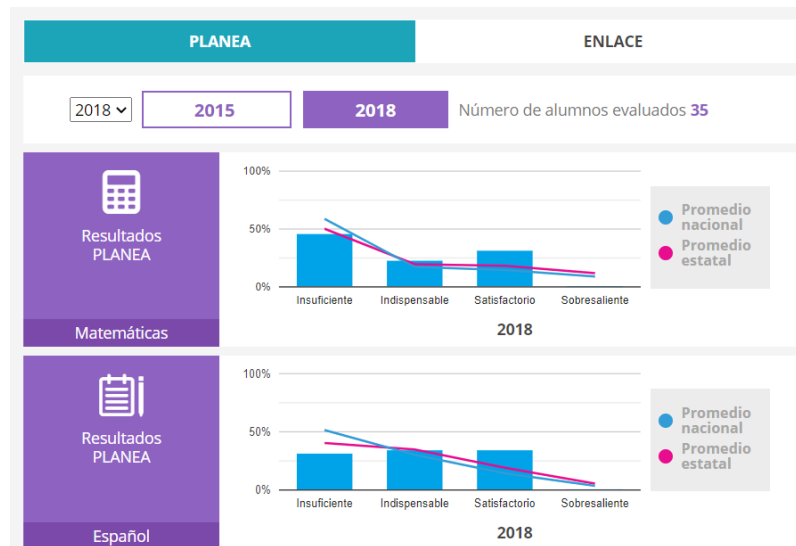 PLANEA
ENLACE
2018
2015
2018
Número de alumnos evaluados 35
Resultados
PLANEA
Matemáticas
100%
50%
0%
Insuficiente
Indispensable
Satisfactorio
Sobresaliente
2018
Promedio
nacional
Promedio
estatal
Resultados
PLANEA
Español
100%
50%
0%
Insuficiente
Indispensable
Satisfactorio
Sobresaliente
2018
Promedio
nacional
Promedio
estatal